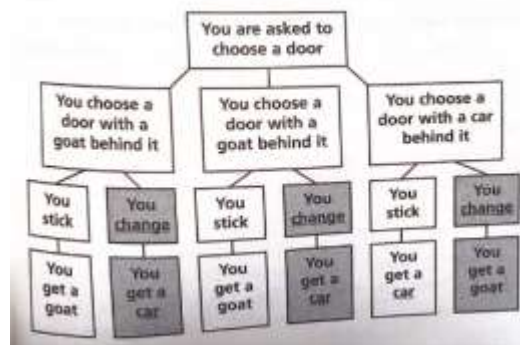 You are asked to
choose a door
You choose a
door with a
goat behind it
You choose a
door with a
goat behind it
You choose a
door with a car
behind it
You
stick
You
change
You
stick
You
change
You
stick
You
change
You
get a
goat
You
get a
car
You
get a
goat
You
get a
car
You
get a
car
You
get a
goat